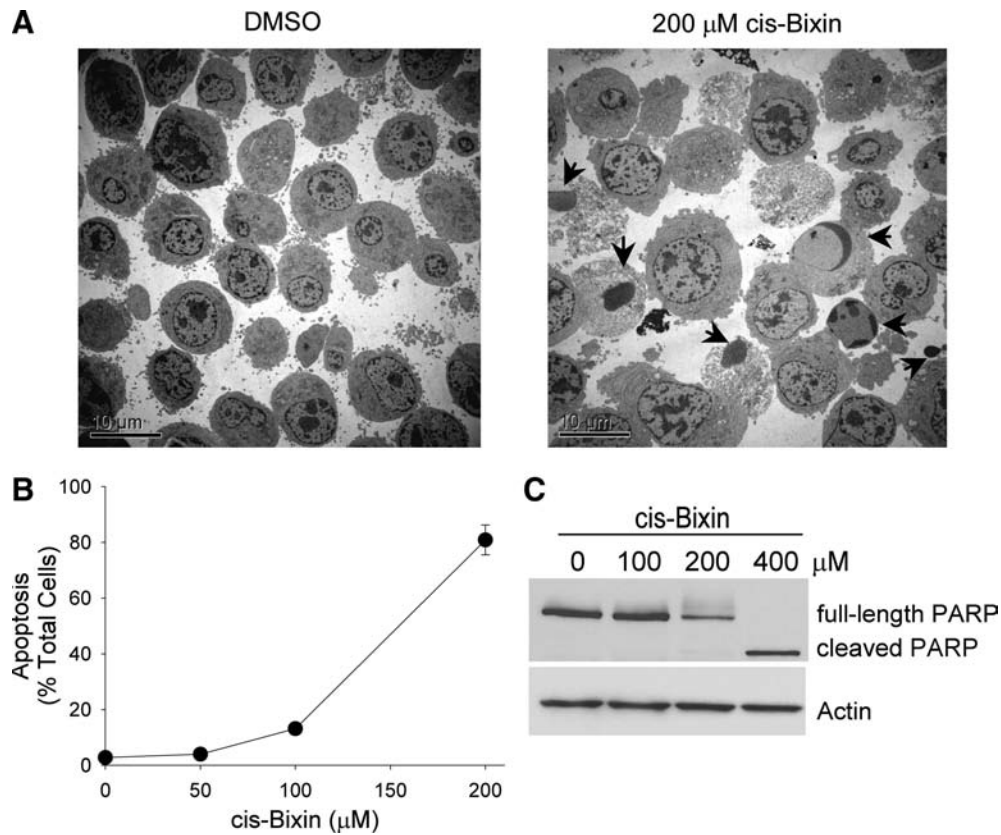 A
DMSO
200 μM cis-Bixin
10 μm
10 μm
B
100
80
60
40
20
0
Apoptosis
(% Total Cells)
0 50 100 150 200
cis-Bixin (μM)
C
cis-Bixin
0 100 200 400 μM
full-length PARP
cleaved PARP
Actin